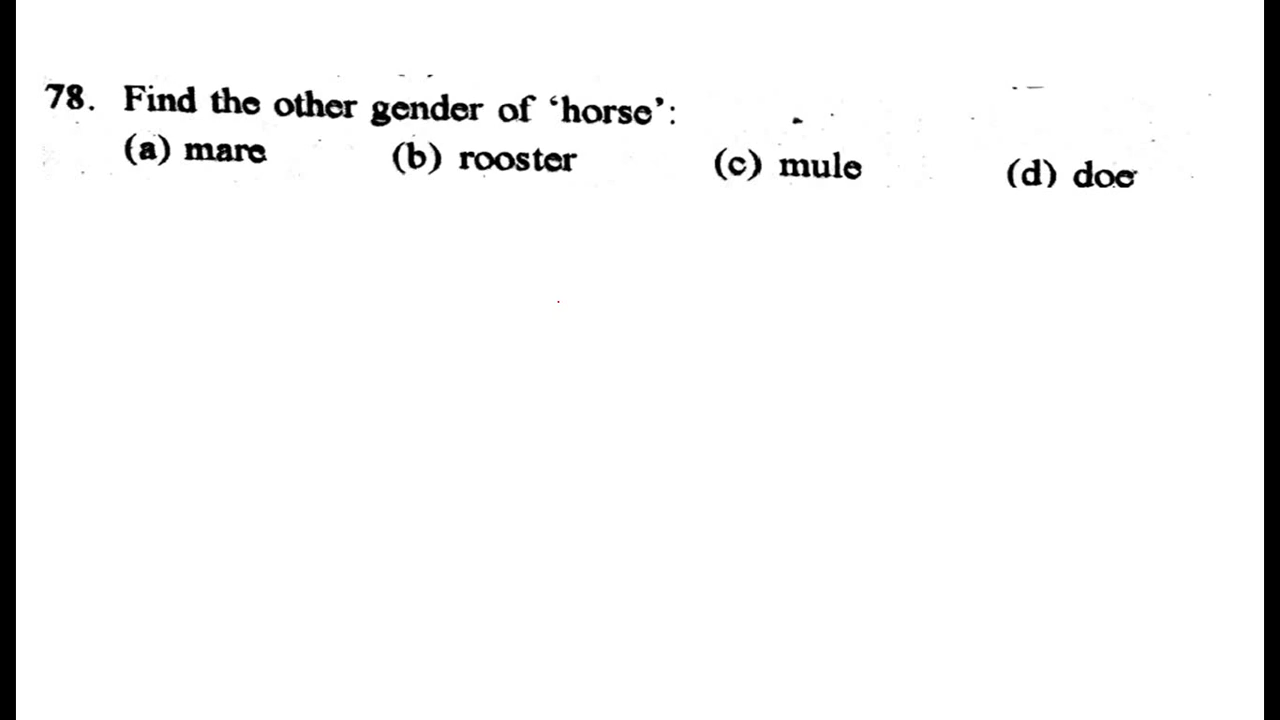 78. Find the other gender of ‘horse’:
(a) mare (b) rooster (c) mule (d) doe